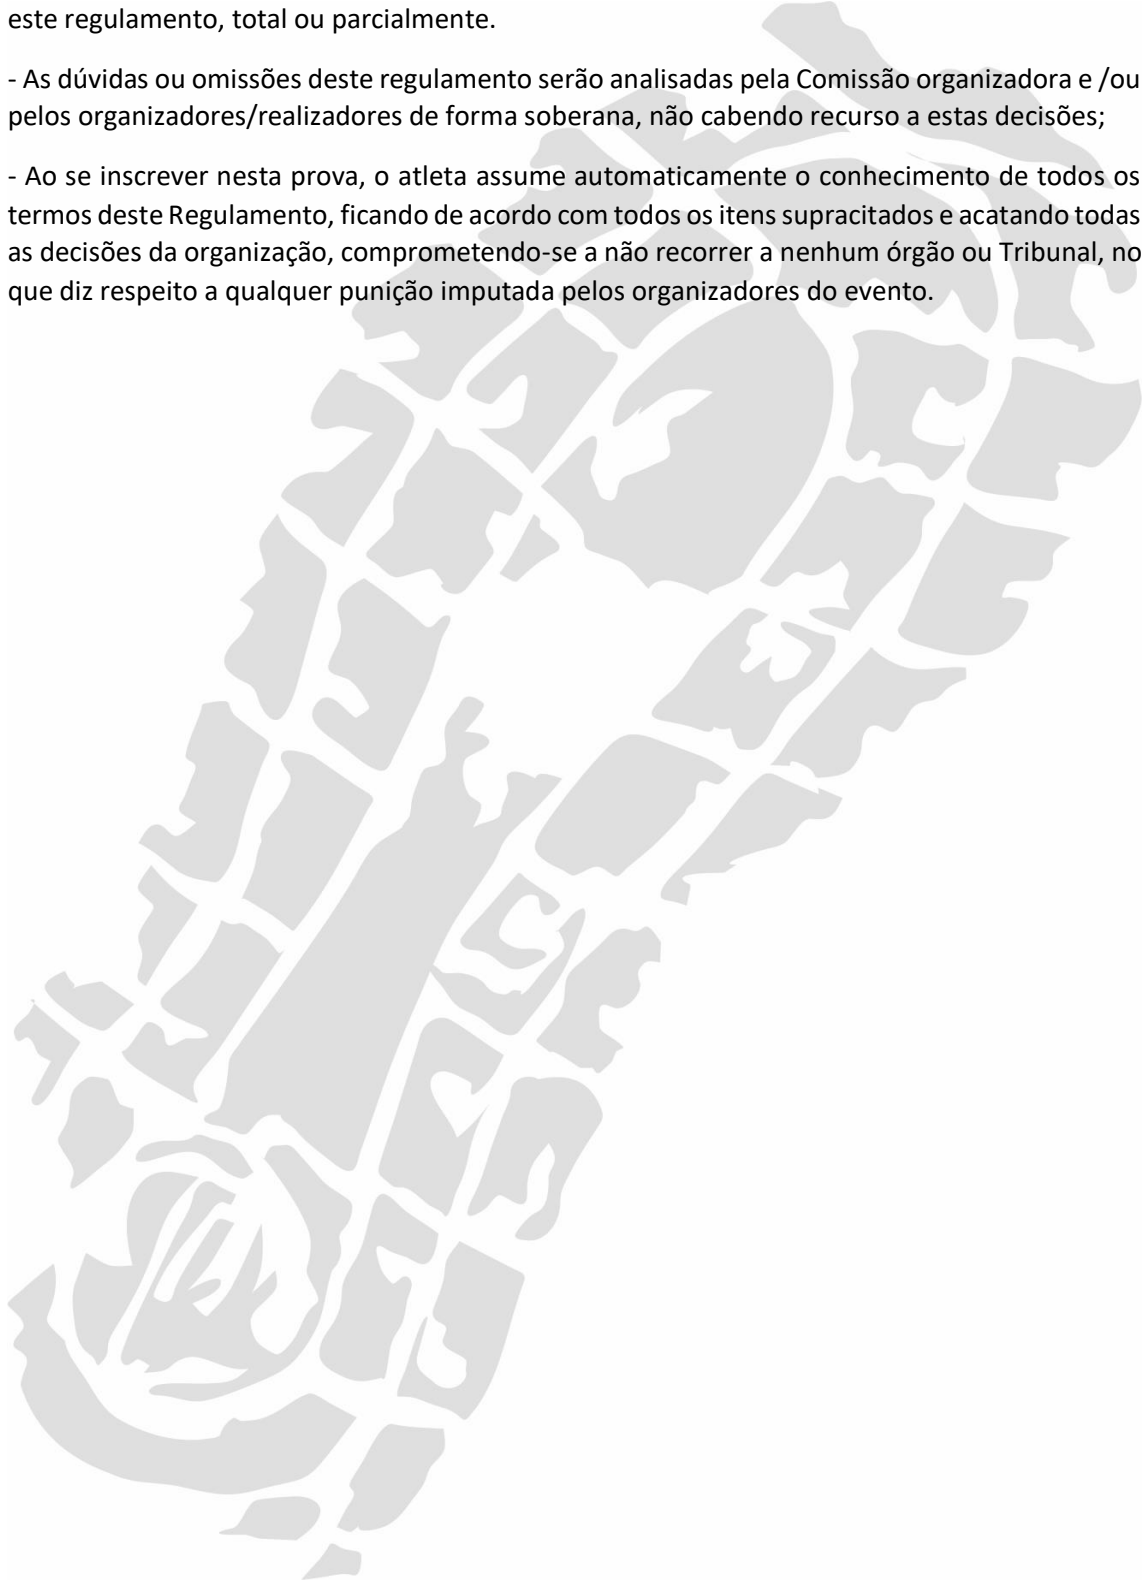 este regulamento, total ou parcialmente.
- As dúvidas ou omissões deste regulamento serão analisadas pela Comissão organizadora e /ou
pelos organizadores/realizadores de forma soberana, não cabendo recurso a estas decisões;
- Ao se inscrever nesta prova, o atleta assume automaticamente o conhecimento de todos os
termos deste Regulamento, ficando de acordo com todos os itens supracitados e acatando todas
as decisões da organização, comprometendo-se a não recorrer a nenhum órgão ou Tribunal, no
que diz respeito a qualquer punição imputada pelos organizadores do evento.